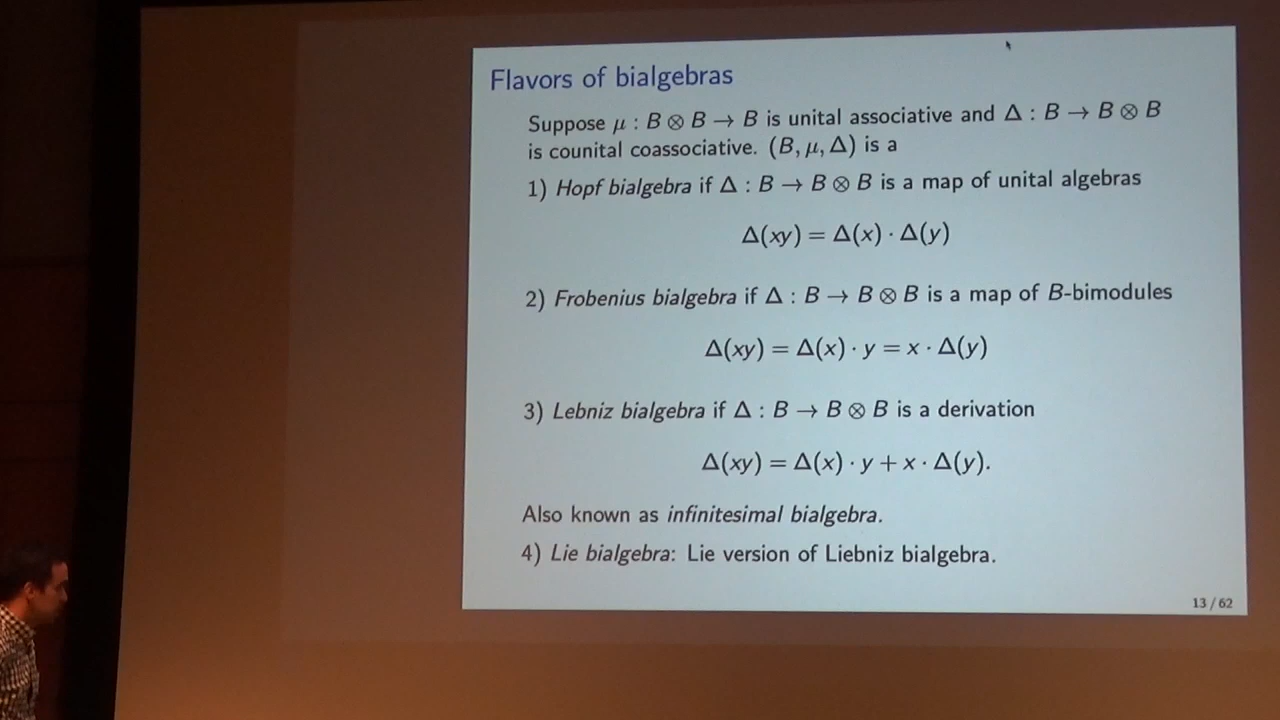 Flavors of bialgebras
Suppose μ : B ⊗ B → B is unital associative and Δ : B → B ⊗ B
is counital coassociative. (B, μ, Δ) is a
1) Hopf bialgebra if Δ : B → B ⊗ B is a map of unital algebras
Δ(xy) = Δ(x) · Δ(y)
2) Frobenius bialgebra if Δ : B → B ⊗ B is a map of B-bimodules
Δ(xy) = Δ(x) · y = x · Δ(y)
3) Lebniz bialgebra if Δ : B → B ⊗ B is a derivation
Δ(xy) = Δ(x) · y + x · Δ(y).
Also known as infinitesimal bialgebra.
4) Lie bialgebra: Lie version of Liebniz bialgebra.
13 / 62